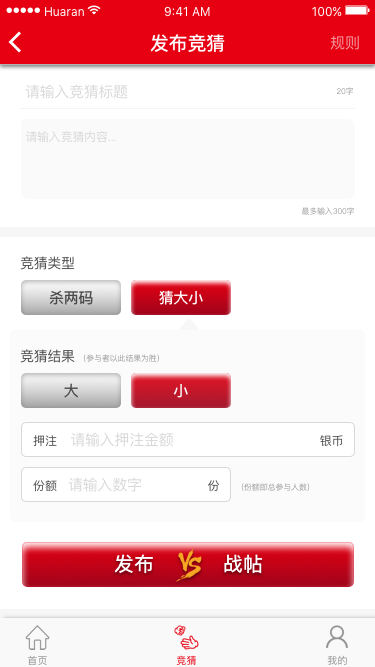 Huaran 9:41 AM 100%
发布竞猜 规则
请输入竞猜标题 20字
请输入竞猜内容...
最多输入300字
竞猜类型
杀两码 猜大小
竞猜结果 (参与者以此结果为胜)
大 小
押注 请输入押注金额 银币
份额 请输入数字 份 (份额即总参与人数)
发布 VS 战帖
首页 竞猜 我的